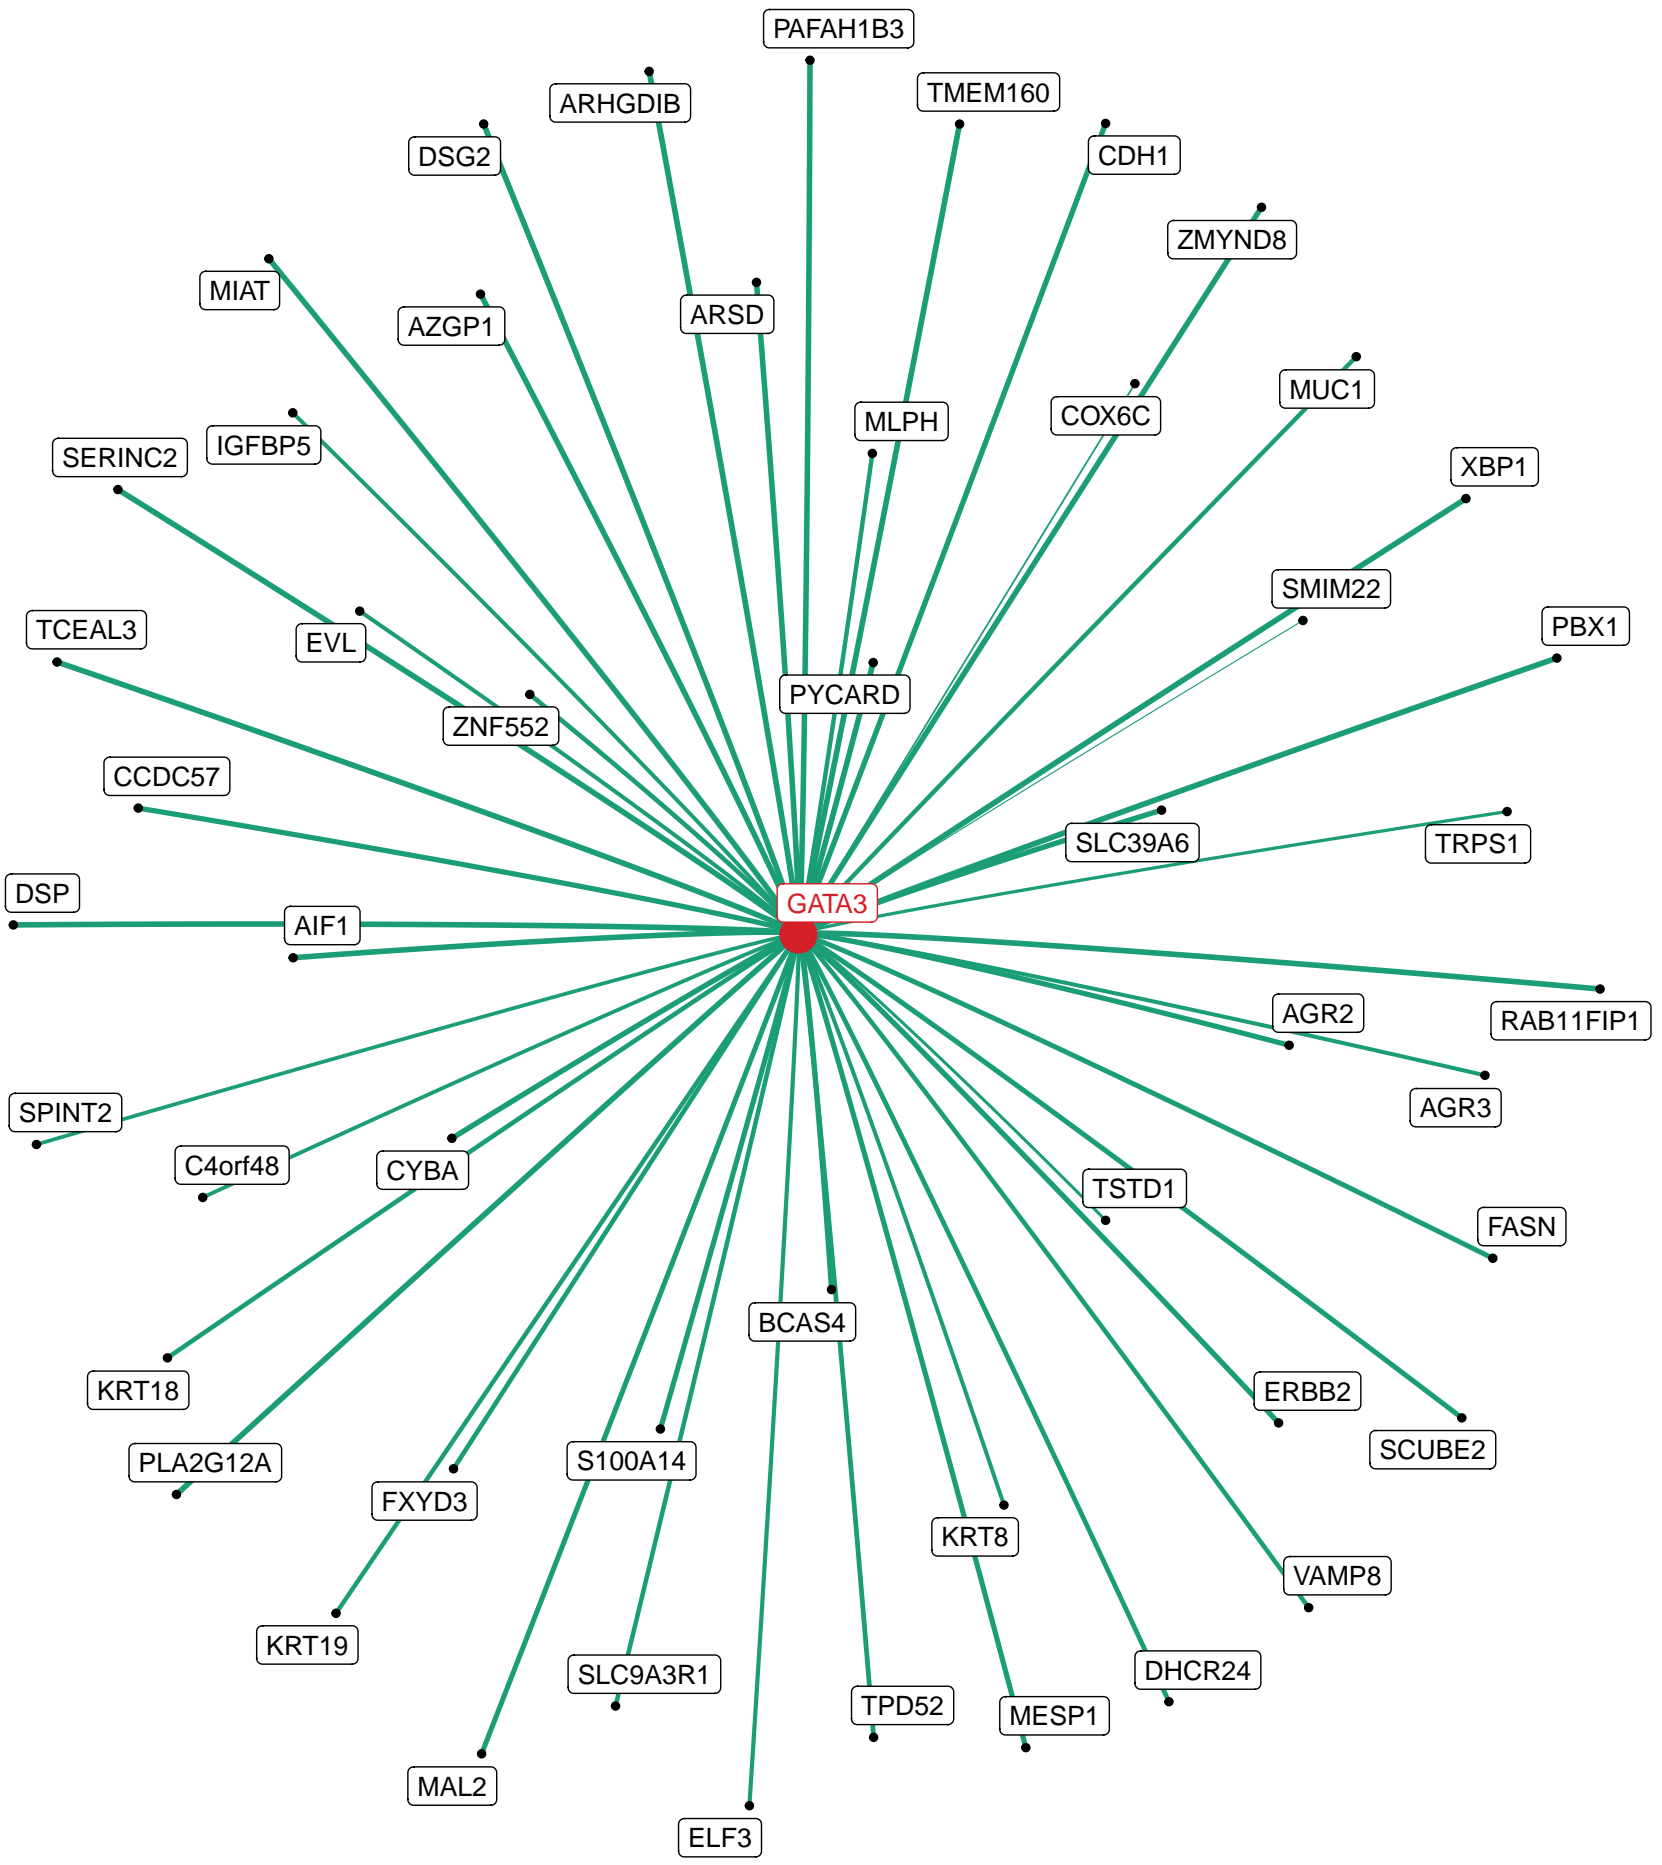 PAFAH1B3
TMEM160
ARHGDIB
DSG2
CDH1
ZMYND8
MIAT
AZGP1
ARSD
MUC1
COX6C
MLPH
IGFBP5
SERINC2
XBP1
SMIM22
PBX1
TCEAL3
EVL
PYCARD
ZNF552
CCDC57
SLC39A6
TRPS1
DSP
GATA3
AIF1
AGR2
RAB11FIP1
AGR3
SPINT2
C4orf48
CYBA
TSTD1
FASN
BCAS4
KRT18
ERBB2
SCUBE2
PLA2G12A
S100A14
FXYD3
KRT8
VAMP8
KRT19
SLC9A3R1
DHCR24
TPD52
MESP1
MAL2
ELF3